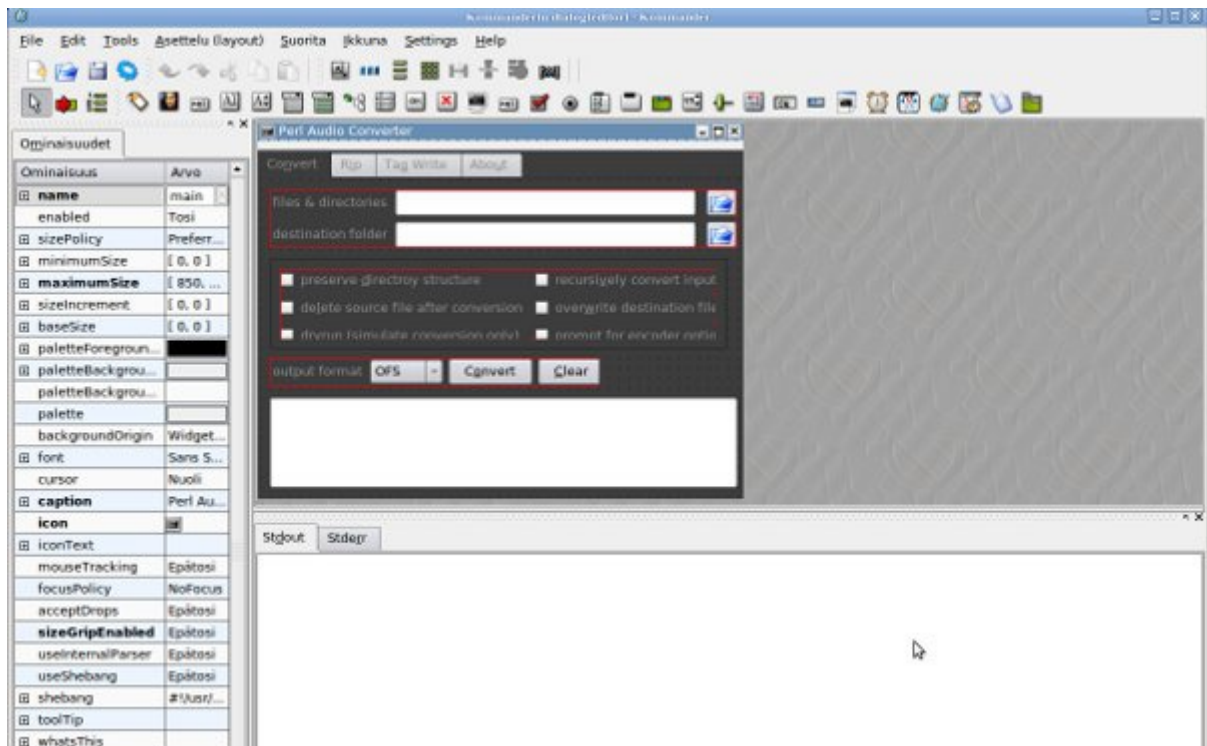 File Edit Tools Asettelu (layout) Suorita Ikkuna Settings Help
Ominaisuudet
Ominaisuus Arvo
name main
enabled Tosi
sizePolicy Preferr...
minimumSize [ 0, 0 ]
maximumSize [ 850, ...
sizeIncrement [ 0, 0 ]
baseSize [ 0, 0 ]
paletteForegroun...
paletteBackgrou...
paletteBackgrou...
palette
backgroundOrigin Widget...
font Sans S...
cursor Nuoli
caption Perl Au...
icon
iconText
mouseTracking Epätosi
focusPolicy NoFocus
acceptDrops Epätosi
sizeGripEnabled Epätosi
useInternalParser Epätosi
useShebang Epätosi
shebang #!/usr/...
toolTip
whatsThis
Perl Audio Converter
Convert Rip Tag Write About
files & directories
destination folder
preserve directroy structure recursively convert input
delete source file after conversion overwrite destination file
dryrun (simulate conversion only) prompt for encoder optio
output format OFS Convert Clear
Stdout Stderr